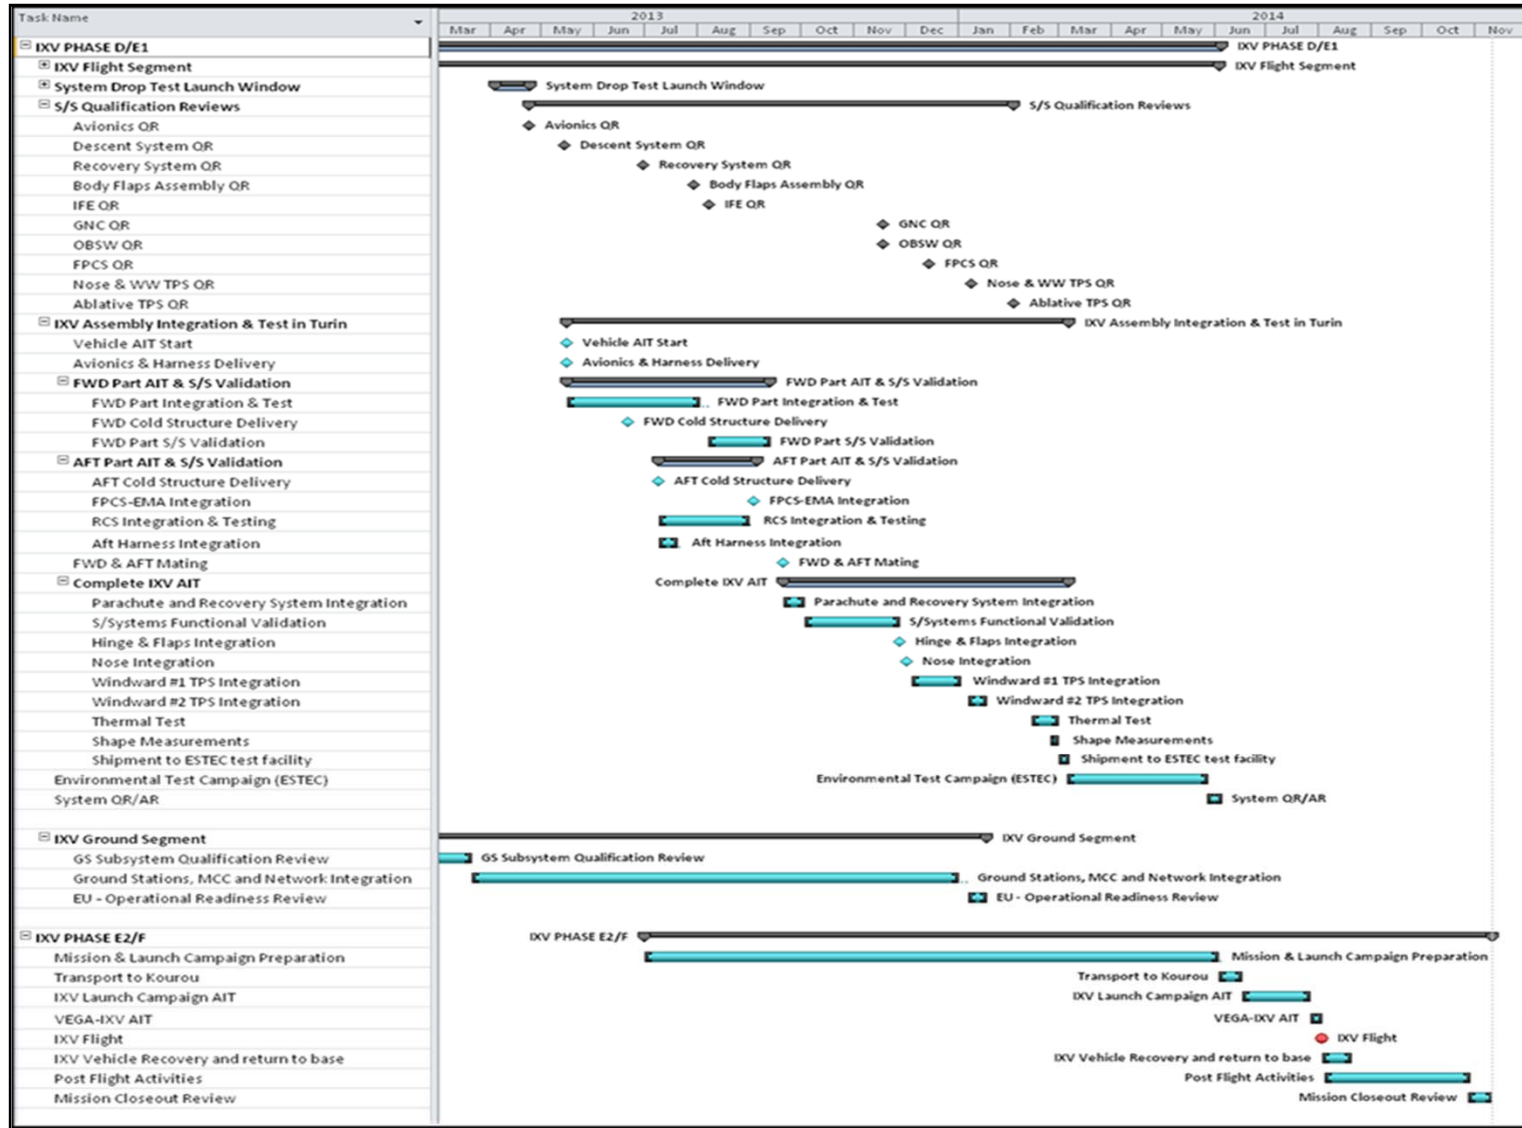 Task Name
2013 2014
Mar Apr May Jun Jul Aug Sep Oct Nov Dec Jan Feb Mar Apr May Jun Jul Aug Sep Oct Nov
IXV PHASE D/E1 IXV PHASE D/E1
IXV Flight Segment IXV Flight Segment
System Drop Test Launch Window System Drop Test Launch Window
S/S Qualification Reviews S/S Qualification Reviews
Avionics QR Avionics QR
Descent System QR Descent System QR
Recovery System QR Recovery System QR
Body Flaps Assembly QR Body Flaps Assembly QR
IFE QR IFE QR
GNC QR GNC QR
OBSW QR OBSW QR
FPCS QR FPCS QR
Nose & WW TPS QR Nose & WW TPS QR
Ablative TPS QR Ablative TPS QR
IXV Assembly Integration & Test in Turin IXV Assembly Integration & Test in Turin
Vehicle AIT Start Vehicle AIT Start
Avionics & Harness Delivery Avionics & Harness Delivery
FWD Part AIT & S/S Validation FWD Part AIT & S/S Validation
FWD Part Integration & Test FWD Part Integration & Test
FWD Cold Structure Delivery FWD Cold Structure Delivery
FWD Part S/S Validation FWD Part S/S Validation
AFT Part AIT & S/S Validation AFT Part AIT & S/S Validation
AFT Cold Structure Delivery AFT Cold Structure Delivery
FPCS-EMA Integration FPCS-EMA Integration
RCS Integration & Testing RCS Integration & Testing
Aft Harness Integration Aft Harness Integration
FWD & AFT Mating FWD & AFT Mating
Complete IXV AIT Complete IXV AIT
Parachute and Recovery System Integration Parachute and Recovery System Integration
S/Systems Functional Validation S/Systems Functional Validation
Hinge & Flaps Integration Hinge & Flaps Integration
Nose Integration Nose Integration
Windward #1 TPS Integration Windward #1 TPS Integration
Windward #2 TPS Integration Windward #2 TPS Integration
Thermal Test Thermal Test
Shape Measurements Shape Measurements
Shipment to ESTEC test facility Shipment to ESTEC test facility
Environmental Test Campaign (ESTEC) Environmental Test Campaign (ESTEC)
System QR/AR System QR/AR
IXV Ground Segment IXV Ground Segment
GS Subsystem Qualification Review GS Subsystem Qualification Review
Ground Stations, MCC and Network Integration Ground Stations, MCC and Network Integration
EU - Operational Readiness Review EU - Operational Readiness Review
IXV PHASE E2/F IXV PHASE E2/F
Mission & Launch Campaign Preparation Mission & Launch Campaign Preparation
Transport to Kourou Transport to Kourou
IXV Launch Campaign AIT IXV Launch Campaign AIT
VEGA-IXV AIT VEGA-IXV AIT
IXV Flight IXV Flight
IXV Vehicle Recovery and return to base IXV Vehicle Recovery and return to base
Post Flight Activities Post Flight Activities
Mission Closeout Review Mission Closeout Review